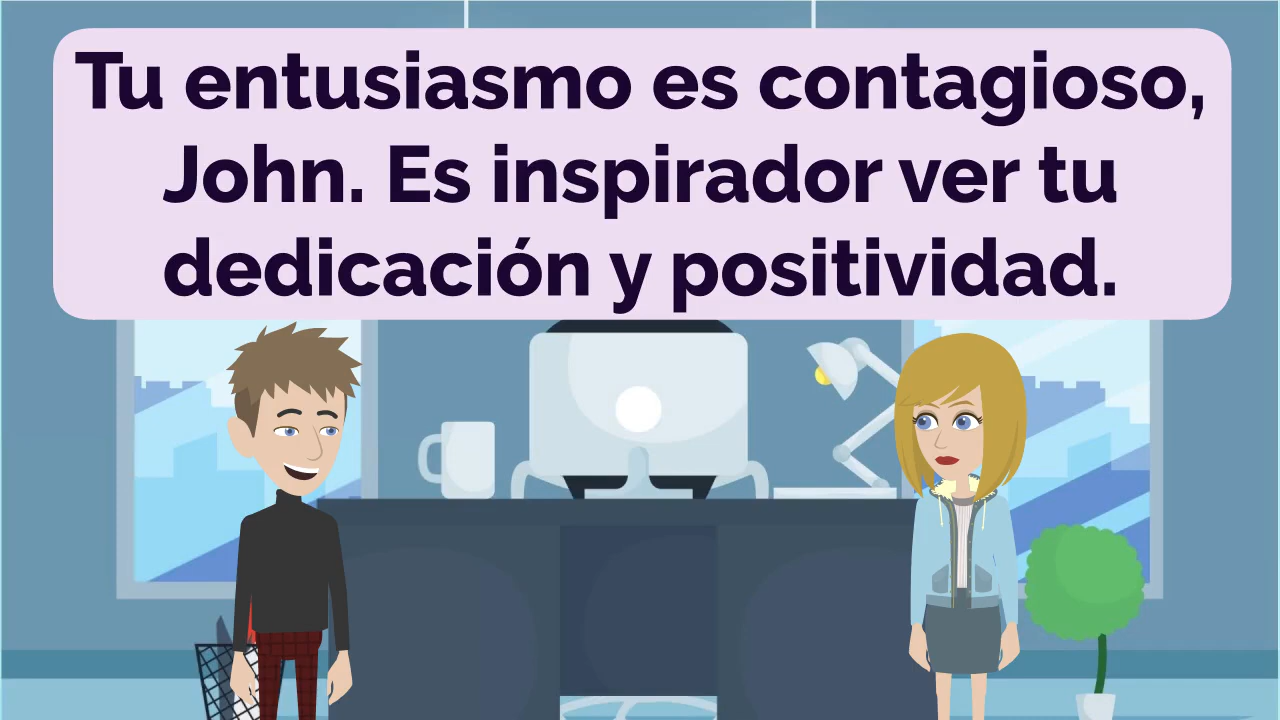 Tu entusiasmo es contagioso,
John. Es inspirador ver tu
dedicación y positividad.